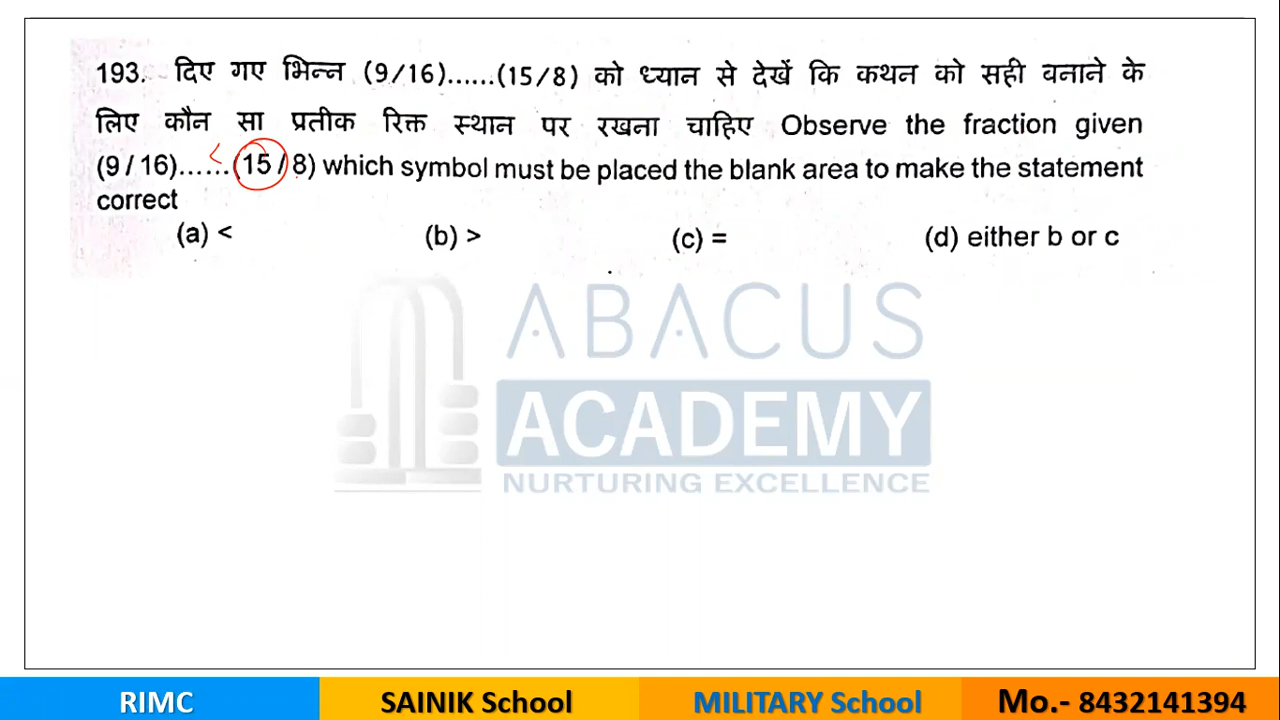 193. दिए गए भिन्न (9/16)......(15/8) को ध्यान से देखें कि कथन को सही बनाने के
लिए कौन सा प्रतीक रिक्त स्थान पर रखना चाहिए Observe the fraction given
(9/16)...<...(15/8) which symbol must be placed the blank area to make the statement
correct
(a) < (b) > (c) = (d) either b or c
ABACUS
ACADEMY
NURTURING EXCELLENCE
RIMC SAINIK School MILITARY School Mo.- 8432141394